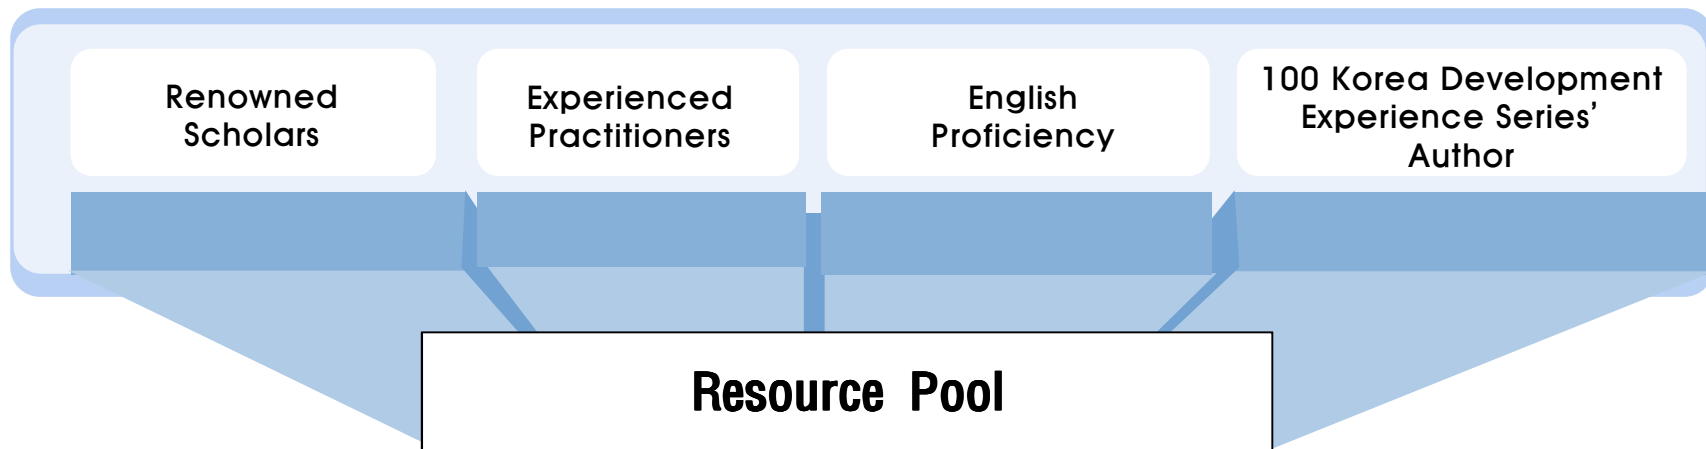 Renowned
Scholars
Experienced
Practitioners
English
Proficiency
100 Korea Development
Experience Series’
Author
Resource Pool